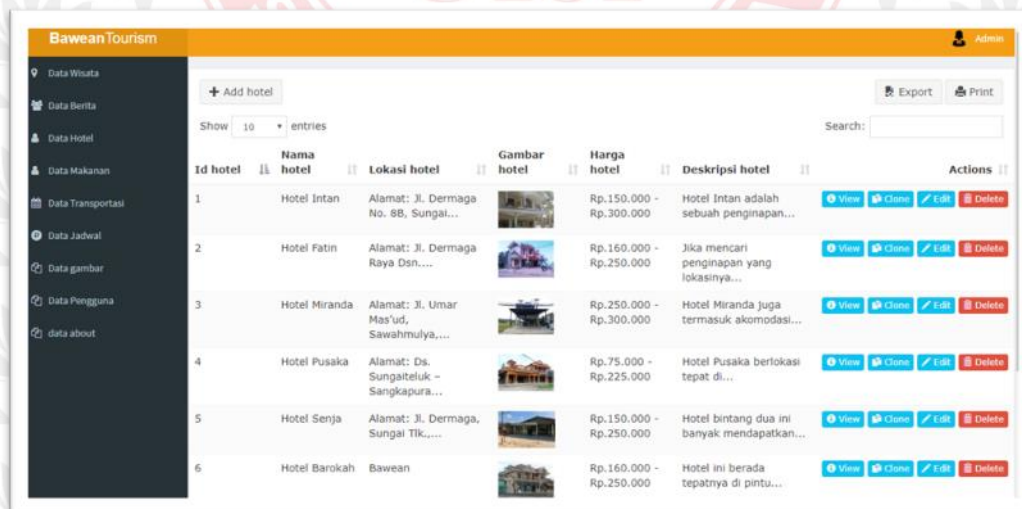 BaweanTourism
Admin
Data Wisata
Data Berita
Data Hotel
Data Makanan
Data Transportasi
Data Jadwal
Data gambar
Data Pengguna
data about
+ Add hotel
Export Print
Show 10 entries
Search:
Id hotel Nama hotel Lokasi hotel Gambar hotel Harga hotel Deskripsi hotel Actions
1 Hotel Intan Alamat: Jl. Dermaga Rp.150.000 - Hotel Intan adalah View Clone Edit Delete
No. 8B, Sungai... Rp.300.000 sebuah penginapan...
2 Hotel Fatin Alamat: Jl. Dermaga Rp.160.000 - Jika mencari View Clone Edit Delete
Raya Dsn.... Rp.250.000 penginapan yang
lokasinya...
3 Hotel Miranda Alamat: Jl. Umar Rp.250.000 - Hotel Miranda juga View Clone Edit Delete
Mas'ud, Rp.300.000 termasuk akomodasi...
Sawahmulya,...
4 Hotel Pusaka Alamat: Ds. Rp.75.000 - Hotel Pusaka berlokasi View Clone Edit Delete
Sungaiteluk – Rp.225.000 tepat di...
Sangkapura...
5 Hotel Senja Alamat: Jl. Dermaga, Rp.150.000 - Hotel bintang dua ini View Clone Edit Delete
Sungai Tlk.,... Rp.250.000 banyak mendapatkan...
6 Hotel Barokah Bawean Rp.160.000 - Hotel ini berada View Clone Edit Delete
Rp.250.000 tepatnya di pintu...